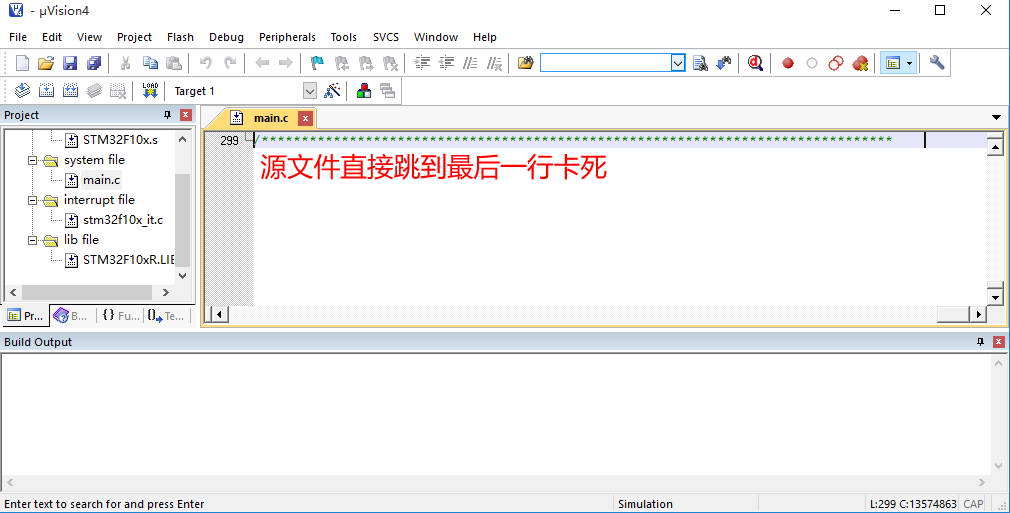 - µVision4
File Edit View Project Flash Debug Peripherals Tools SVCS Window Help
LOAD Target 1
Project
main.c
STM32F10x.s
system file
main.c
interrupt file
stm32f10x_it.c
lib file
STM32F10xR.LIB
299 /*******************************************************************************
源文件直接跳到最后一行卡死
Pr... B... {} Fu... Te...
Build Output
Enter text to search for and press Enter Simulation L:299 C:13574863 CAP